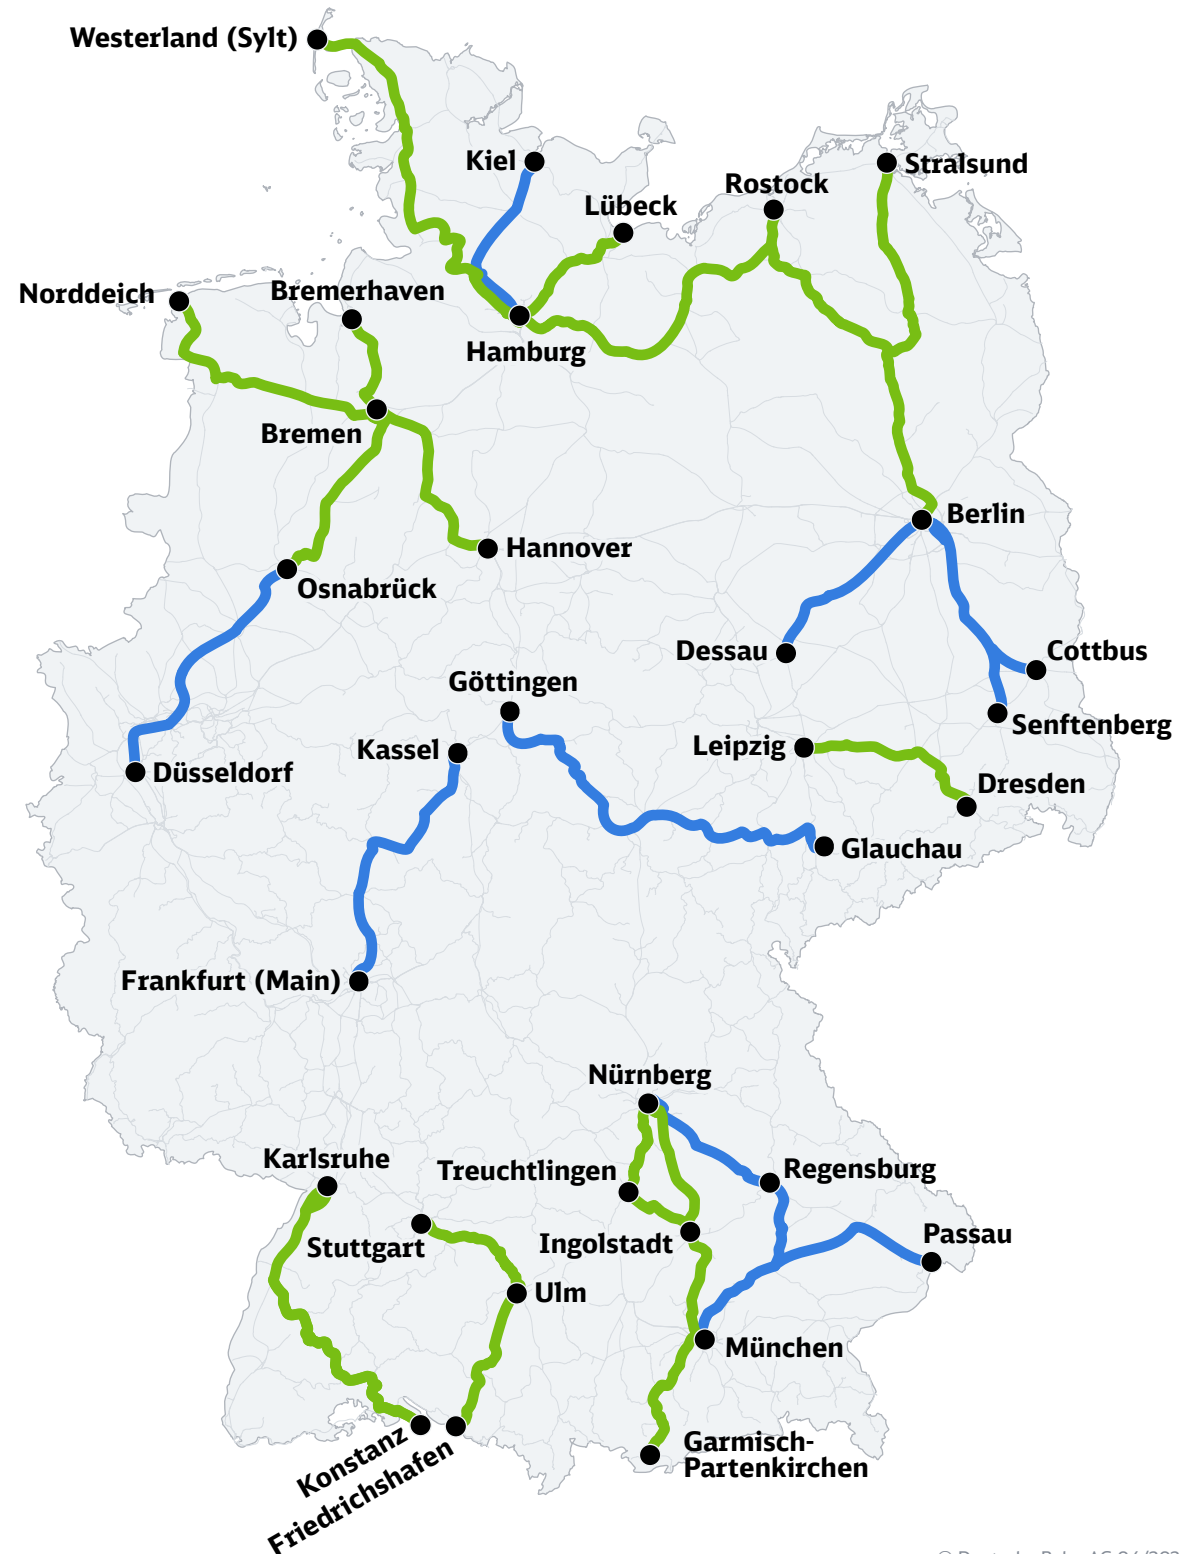 Westerland (Sylt)
Kiel
Stralsund
Rostock
Lübeck
Norddeich
Bremerhaven
Hamburg
Bremen
Berlin
Hannover
Osnabrück
Dessau
Cottbus
Göttingen
Senftenberg
Kassel
Leipzig
Düsseldorf
Dresden
Glauchau
Frankfurt (Main)
Nürnberg
Karlsruhe
Treuchtlingen
Regensburg
Stuttgart
Ingolstadt
Passau
Ulm
München
Konstanz
Friedrichshafen
Garmisch-
Partenkirchen